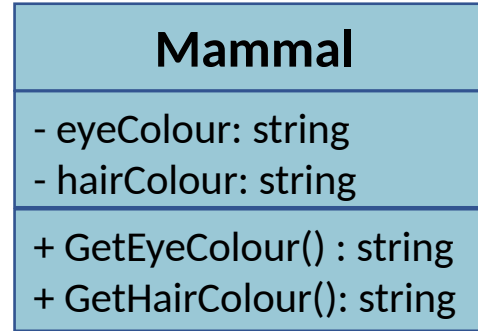 Mammal
- eyeColour: string
- hairColour: string
+ GetEyeColour() : string
+ GetHairColour(): string